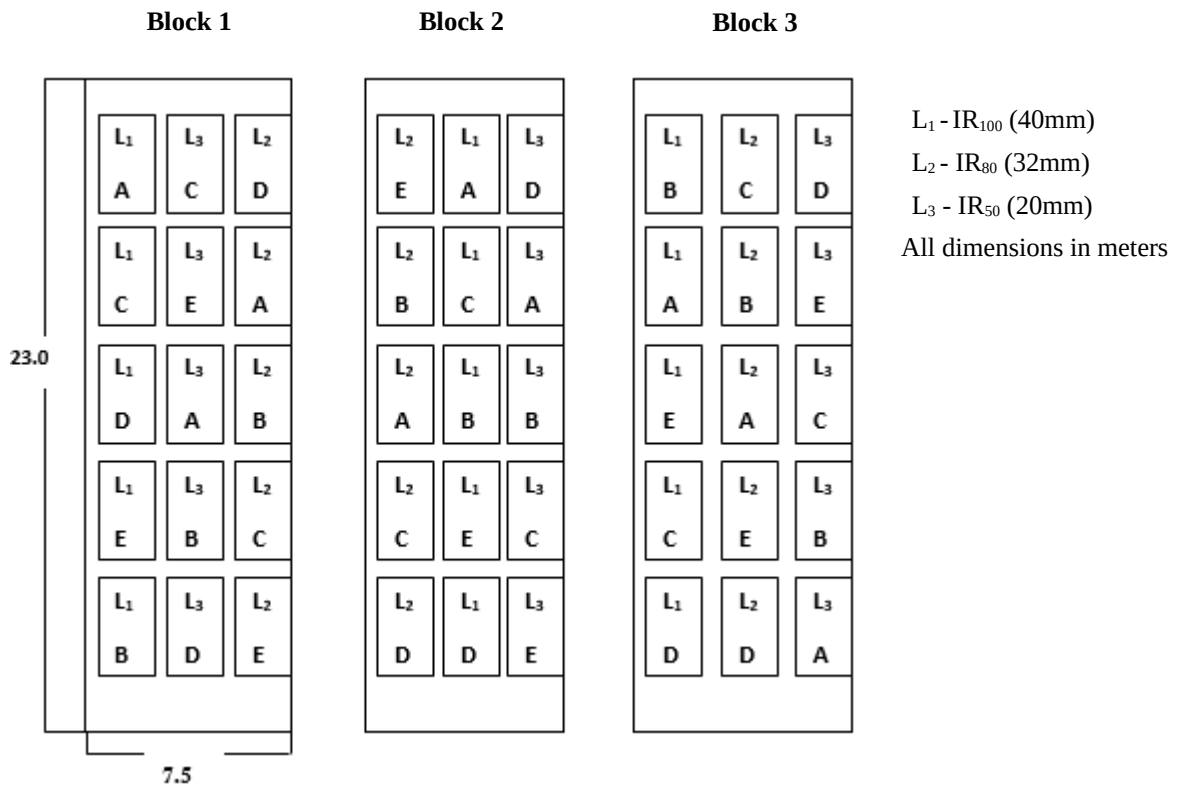 Block 1 Block 2 Block 3
L₁ L₃ L₂ L₂ L₁ L₃ L₁ L₂ L₃
A C D E A D B C D
L₁ L₃ L₂ L₂ L₁ L₃ L₁ L₂ L₃
C E A B C A A B E
L₁ L₃ L₂ L₂ L₁ L₃ L₁ L₂ L₃
D A B A B B E A C
L₁ L₃ L₂ L₂ L₁ L₃ L₁ L₂ L₃
E B C C E C C E B
L₁ L₃ L₂ L₂ L₁ L₃ L₁ L₂ L₃
B D E D D E D D A
23.0
7.5
L₁ - IR₁₀₀ (40mm)
L₂ - IR₈₀ (32mm)
L₃ - IR₅₀ (20mm)
All dimensions in meters